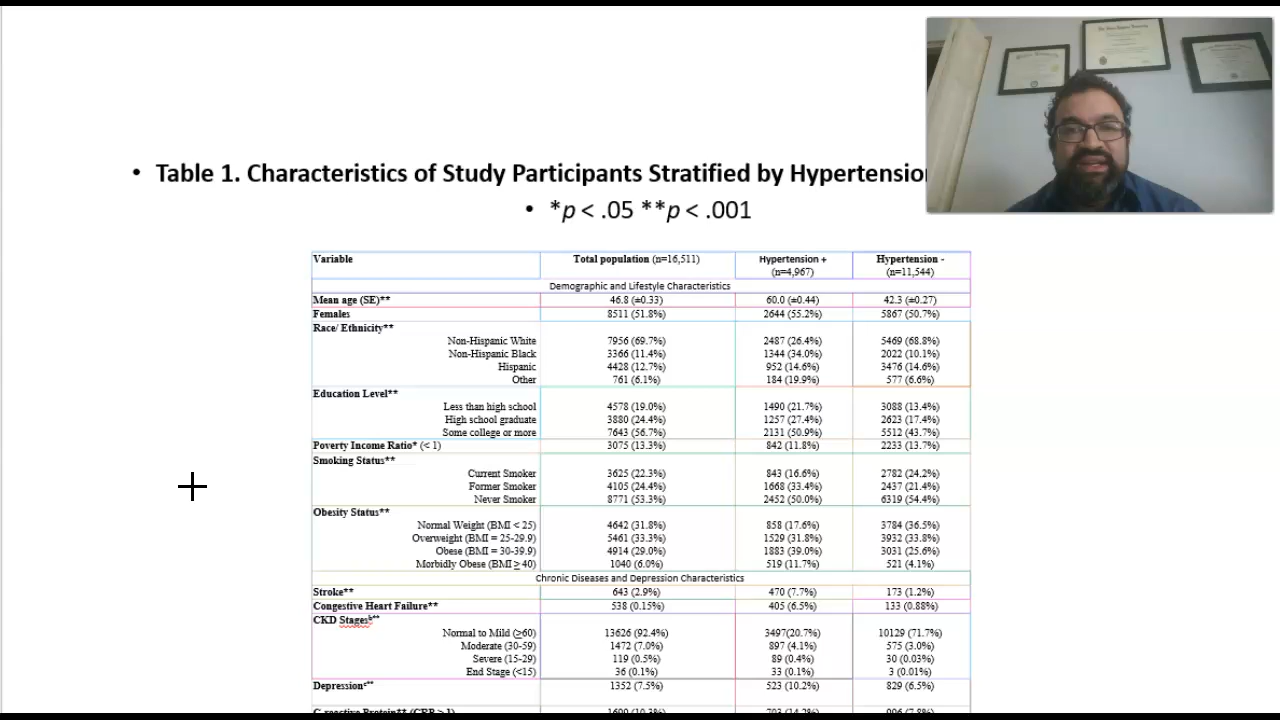 • Table 1. Characteristics of Study Participants Stratified by Hypertension
• *p < .05 **p < .001
Variable Total population (n=16,511) Hypertension + (n=4,967) Hypertension - (n=11,544)
Demographic and Lifestyle Characteristics
Mean age (SE)** 46.8 (±0.33) 60.0 (±0.44) 42.3 (±0.27)
Females 8511 (51.8%) 2644 (55.2%) 5867 (50.7%)
Race/ Ethnicity**
Non-Hispanic White 7956 (69.7%) 2487 (26.4%) 5469 (68.8%)
Non-Hispanic Black 3366 (11.4%) 1344 (34.0%) 2022 (10.1%)
Hispanic 4428 (12.7%) 952 (14.6%) 3476 (14.6%)
Other 761 (6.1%) 184 (19.9%) 577 (6.6%)
Education Level**
Less than high school 4578 (19.0%) 1490 (21.7%) 3088 (13.4%)
High school graduate 3880 (24.4%) 1257 (27.4%) 2623 (17.4%)
Some college or more 7643 (56.7%) 2131 (50.9%) 5512 (43.7%)
Poverty Income Ratio* (< 1) 3075 (13.3%) 842 (11.8%) 2233 (13.7%)
Smoking Status**
Current Smoker 3625 (22.3%) 843 (16.6%) 2782 (24.2%)
Former Smoker 4105 (24.4%) 1668 (33.4%) 2437 (21.4%)
Never Smoker 8771 (53.3%) 2452 (50.0%) 6319 (54.4%)
Obesity Status**
Normal Weight (BMI < 25) 4642 (31.8%) 858 (17.6%) 3784 (36.5%)
Overweight (BMI = 25-29.9) 5461 (33.3%) 1529 (31.8%) 3932 (33.8%)
Obese (BMI = 30-39.9) 4914 (29.0%) 1883 (39.0%) 3031 (25.6%)
Morbidly Obese (BMI ≥ 40) 1040 (6.0%) 519 (11.7%) 521 (4.1%)
Chronic Diseases and Depression Characteristics
Stroke** 643 (2.9%) 470 (7.7%) 173 (1.2%)
Congestive Heart Failure** 538 (0.15%) 405 (6.5%) 133 (0.88%)
CKD Stages**
Normal to Mild (≥60) 13626 (92.4%) 3497(20.7%) 10129 (71.7%)
Moderate (30-59) 1472 (7.0%) 897 (4.1%) 575 (3.0%)
Severe (15-29) 119 (0.5%) 89 (0.4%) 30 (0.03%)
End Stage (<15) 36 (0.1%) 33 (0.1%) 3 (0.01%)
Depression** 1352 (7.5%) 523 (10.2%) 829 (6.5%)